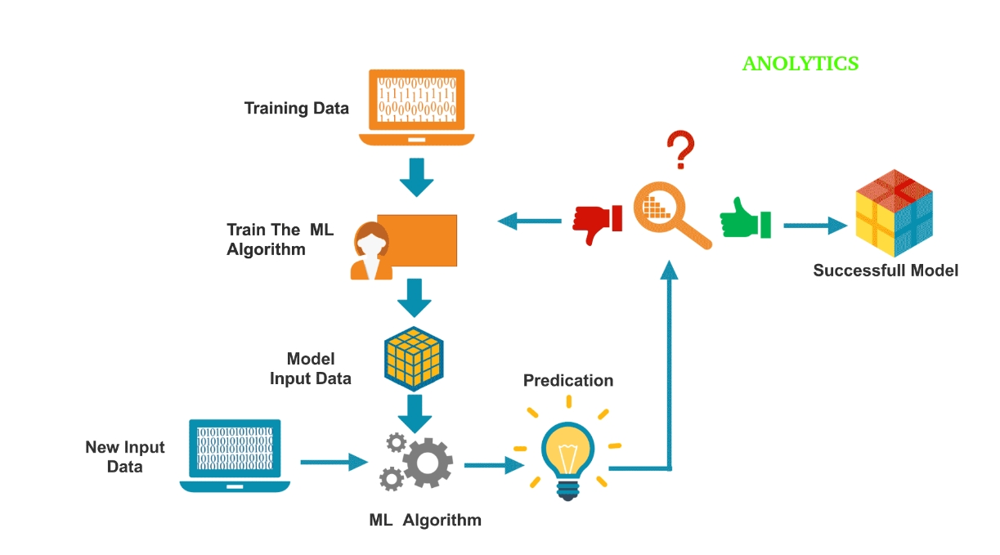 ANOLYTICS
Training Data
?
Train The ML
Algorithm
Successfull Model
Model
Input Data
Predication
New Input
Data
ML Algorithm